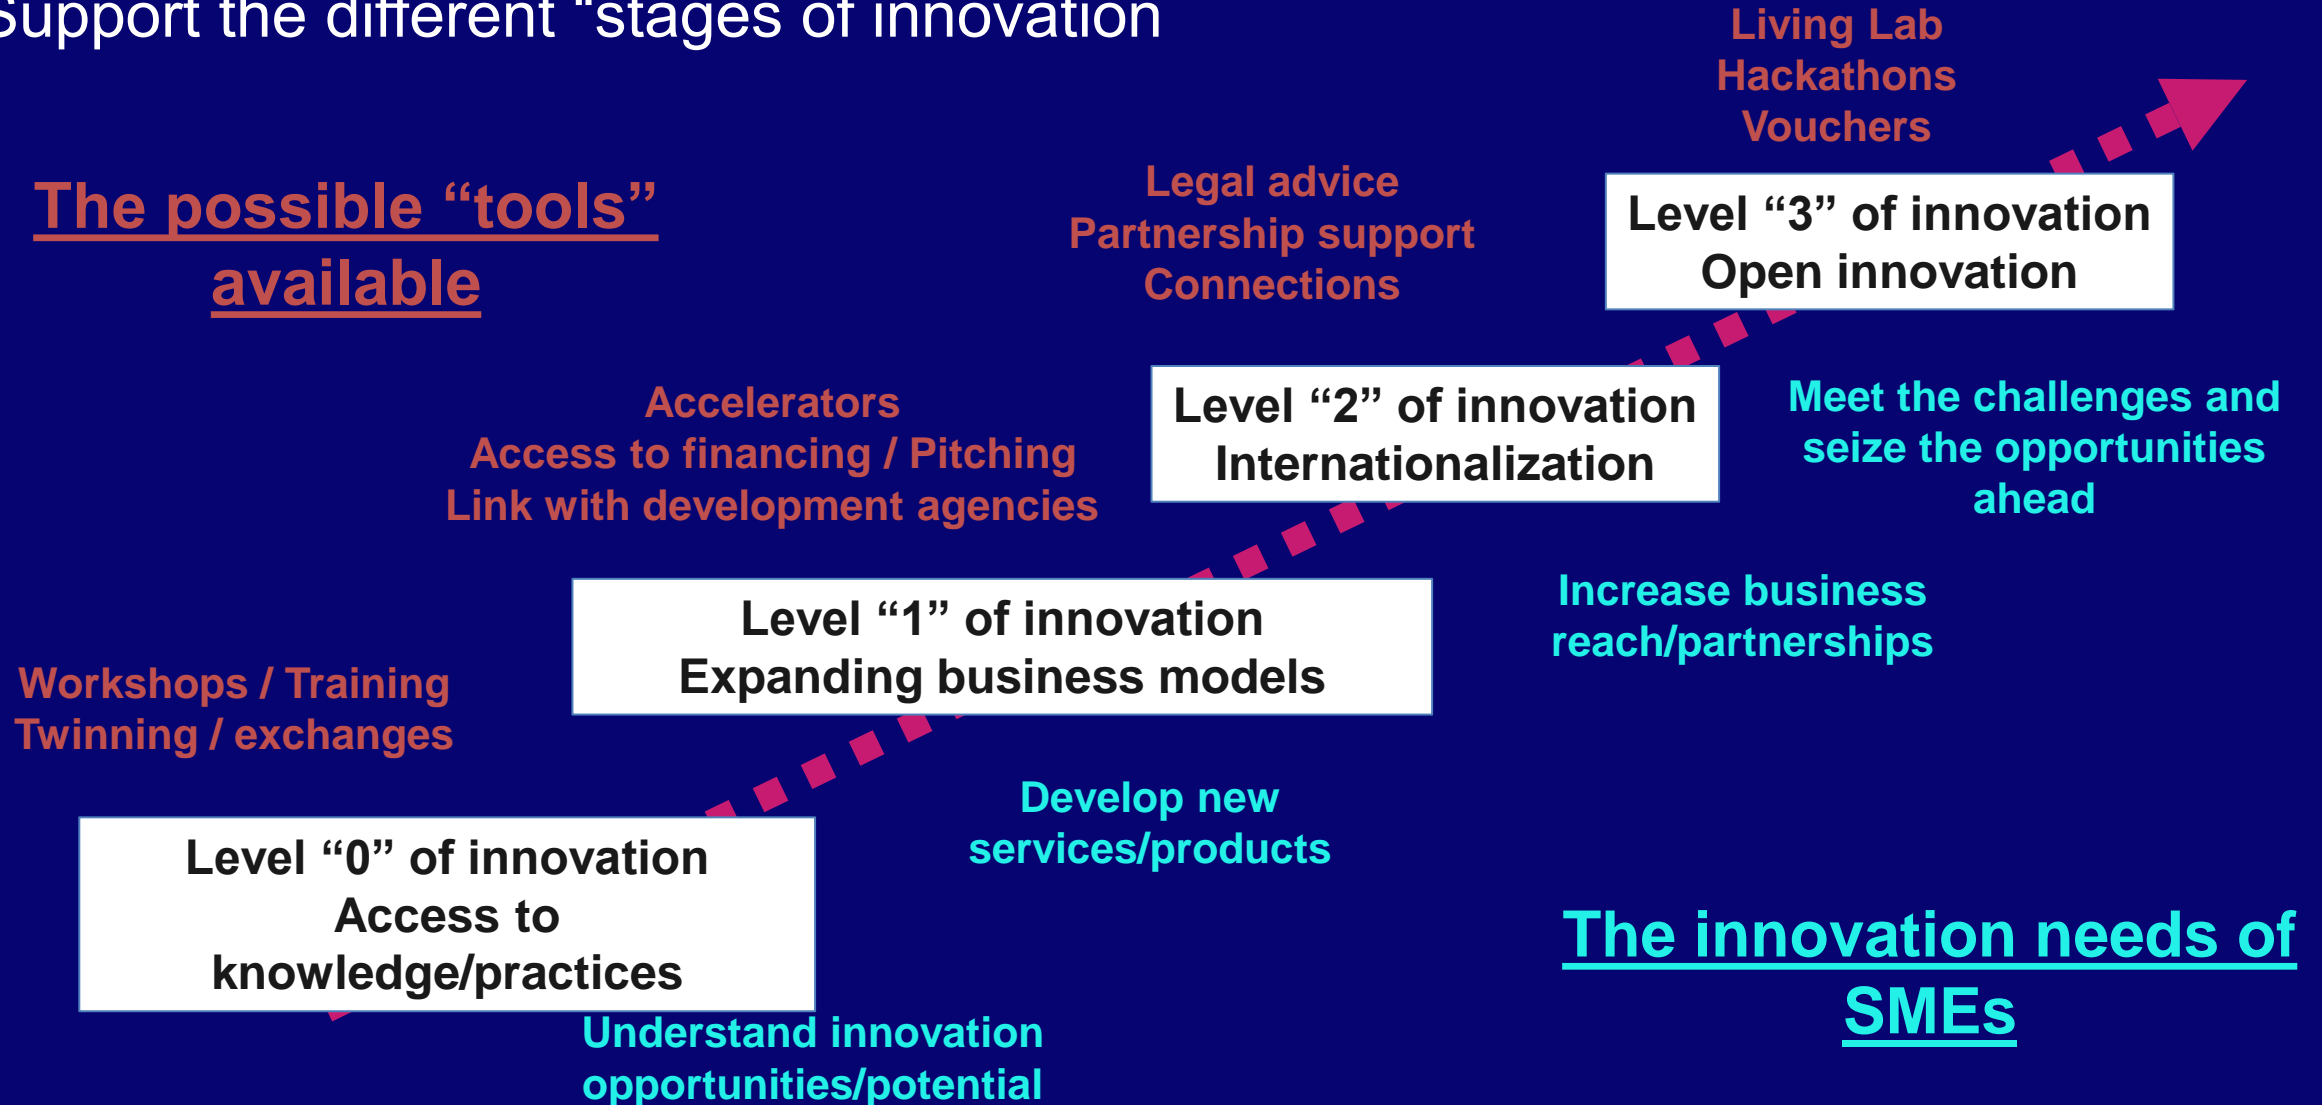 Support the different “stages of innovation
Living Lab
Hackathons
Vouchers
The possible “tools”
available
Legal advice
Partnership support
Connections
Level “3” of innovation
Open innovation
Accelerators
Access to financing / Pitching
Link with development agencies
Level “2” of innovation
Internationalization
Meet the challenges and
seize the opportunities
ahead
Workshops / Training
Twinning / exchanges
Level “1” of innovation
Expanding business models
Increase business
reach/partnerships
Level “0” of innovation
Access to
knowledge/practices
Develop new
services/products
Understand innovation
opportunities/potential
The innovation needs of
SMEs